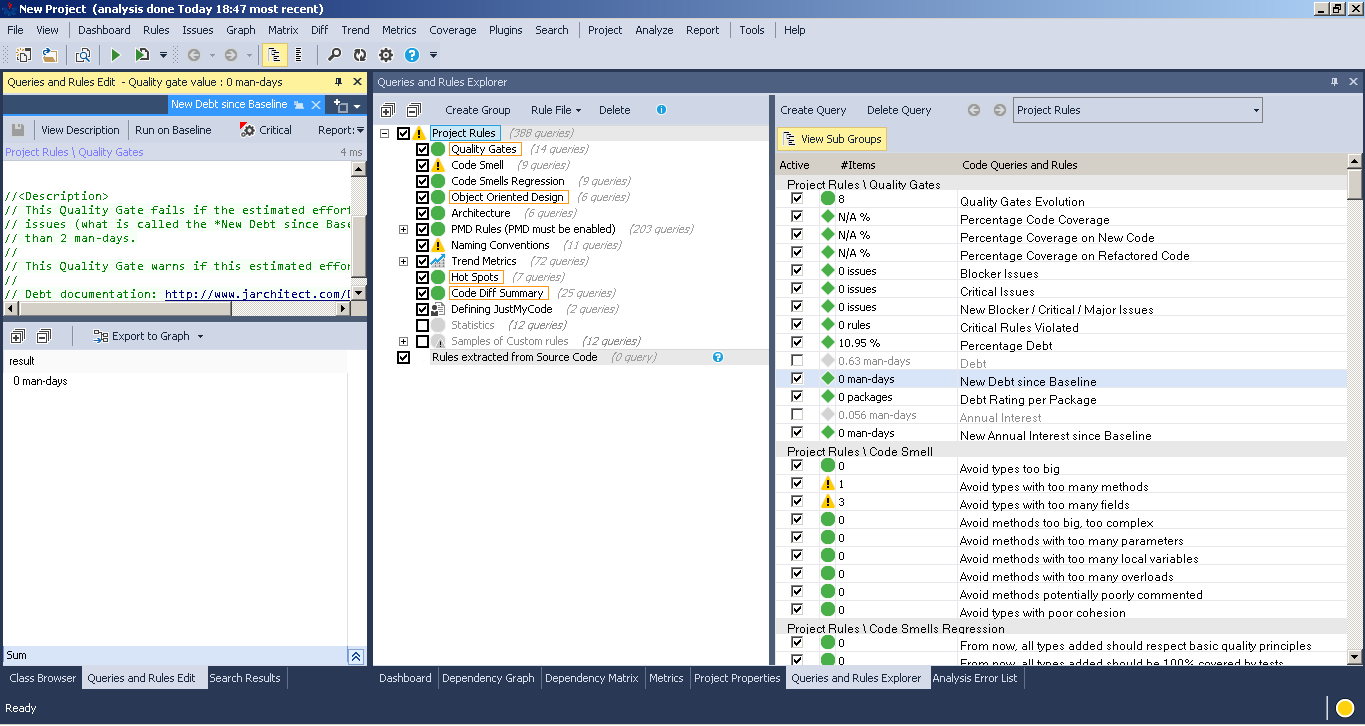 New Project (analysis done Today 18:47 most recent)
File View Dashboard Rules Issues Graph Matrix Diff Trend Metrics Coverage Plugins Search Project Analyze Report Tools Help
Queries and Rules Edit - Quality gate value : 0 man-days
New Debt since Baseline
View Description Run on Baseline Critical Report:
Project Rules \ Quality Gates 4 ms
//<Description>
// This Quality Gate fails if the estimated effort
// issues (what is called the *New Debt since Base
// than 2 man-days.
//
// This Quality Gate warns if this estimated effor
//
// Debt documentation: http://www.jarchitect.com/D
Export to Graph
result
0 man-days
Sum
Queries and Rules Explorer
Create Group Rule File Delete
Project Rules (388 queries)
Quality Gates (14 queries)
Code Smell (9 queries)
Code Smells Regression (9 queries)
Object Oriented Design (6 queries)
Architecture (6 queries)
PMD Rules (PMD must be enabled) (203 queries)
Naming Conventions (11 queries)
Trend Metrics (72 queries)
Hot Spots (7 queries)
Code Diff Summary (25 queries)
Defining JustMyCode (2 queries)
Statistics (12 queries)
Samples of Custom rules (12 queries)
Rules extracted from Source Code (0 query)
Create Query Delete Query Project Rules
View Sub Groups
Active #Items Code Queries and Rules
Project Rules \ Quality Gates
8 Quality Gates Evolution
N/A % Percentage Code Coverage
N/A % Percentage Coverage on New Code
N/A % Percentage Coverage on Refactored Code
0 issues Blocker Issues
0 issues Critical Issues
0 issues New Blocker / Critical / Major Issues
0 rules Critical Rules Violated
10.95 % Percentage Debt
0.63 man-days Debt
0 man-days New Debt since Baseline
0 packages Debt Rating per Package
0.056 man-days Annual Interest
0 man-days New Annual Interest since Baseline
Project Rules \ Code Smell
0 Avoid types too big
1 Avoid types with too many methods
3 Avoid types with too many fields
0 Avoid methods too big, too complex
0 Avoid methods with too many parameters
0 Avoid methods with too many local variables
0 Avoid methods with too many overloads
0 Avoid methods potentially poorly commented
0 Avoid types with poor cohesion
Project Rules \ Code Smells Regression
0 From now, all types added should respect basic quality principles
0 From now, all types added should be 100% covered by tests
Class Browser Queries and Rules Edit Search Results
Dashboard Dependency Graph Dependency Matrix Metrics Project Properties Queries and Rules Explorer Analysis Error List
Ready